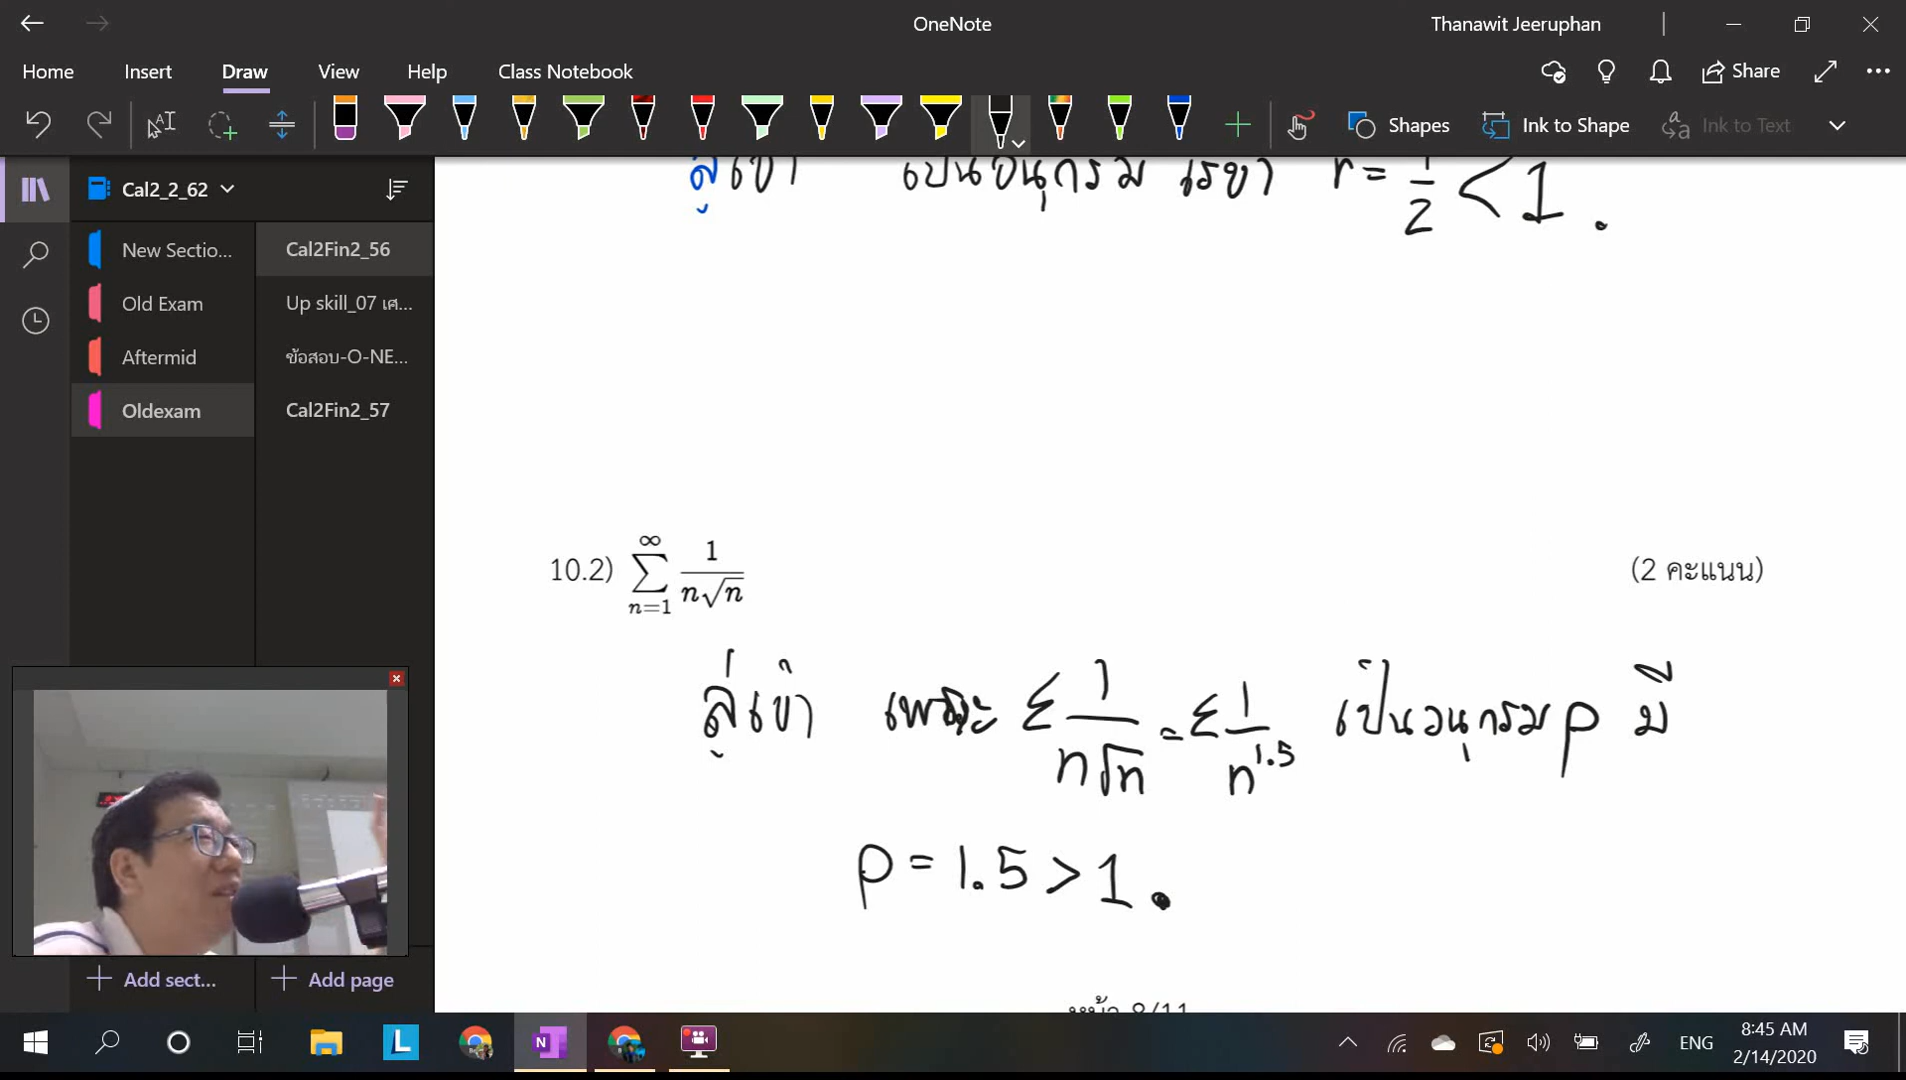 OneNote
Thanawit Jeeruphan
Home Insert Draw View Help Class Notebook
Share
Shapes Ink to Shape Ink to Text
Cal2_2_62
New Sectio...
Old Exam
Aftermid
Oldexam
Cal2Fin2_56
Up skill_07 เศ...
ข้อสอบ-O-NE...
Cal2Fin2_57
ลู่เข้า เป็นอนุกรม เรขา r = 1/2 < 1 .
10.2) ∑_{n=1}^{∞} 1/(n√n) (2 คะแนน)
ลู่เข้า เพราะ Σ 1/(n√n) = Σ 1/n^1.5 เป็นอนุกรม p มี
p = 1.5 > 1 .
หน้า 8/11
Add sect...
Add page
ENG
8:45 AM
2/14/2020